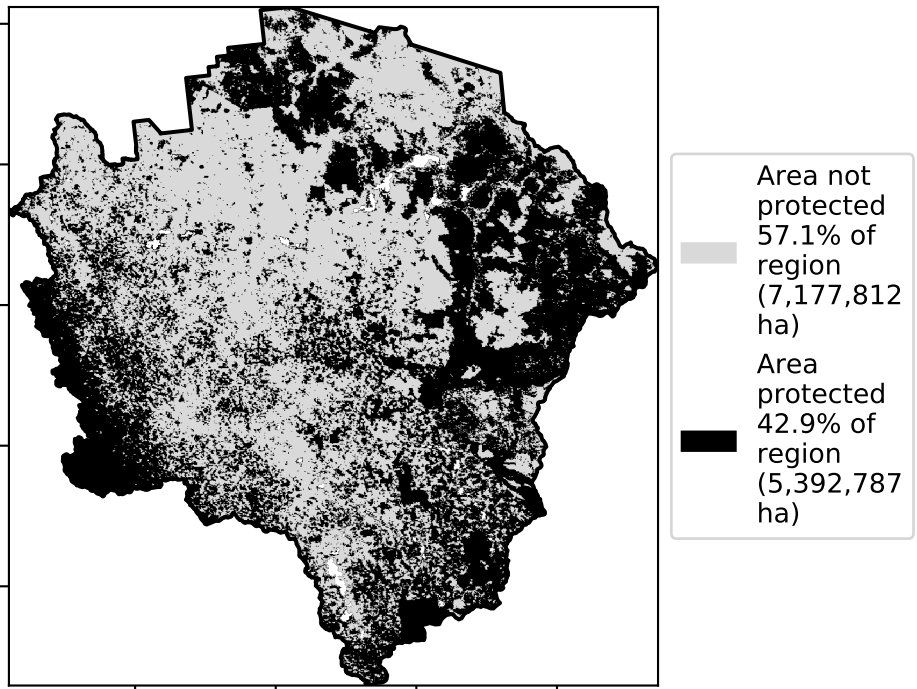 Area not
protected
57.1% of
region
(7,177,812
ha)
Area
protected
42.9% of
region
(5,392,787
ha)